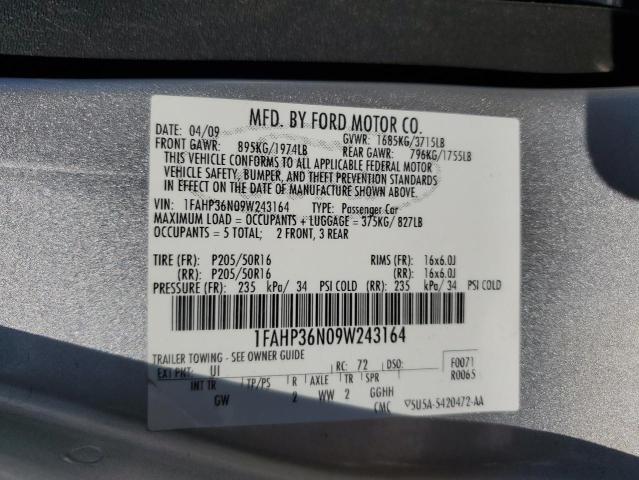 MFD. BY FORD MOTOR CO.
04/09 GVWR: 1685KG/3715LB
FRONT GAWR: 895KG/1974LB REAR GAWR: 796KG/1755LB
THIS VEHICLE CONFORMS TO ALL APPLICABLE FEDERAL MOTOR
VEHICLE SAFETY, BUMPER, AND THEFT PREVENTION STANDARDS
IN EFFECT ON THE DATE OF MANUFACTURE SHOWN ABOVE.
VIN: 1FAHP36N09W243164 TYPE: Passenger Car
MAXIMUM LOAD = OCCUPANTS + LUGGAGE = 375KG/ 827LB
OCCUPANTS = 5 TOTAL: 2 FRONT, 3 REAR
TIRE (FR): P205/50R16 RIMS (FR): 16x6.0J
(RR): P205/50R16 (RR): 16x6.0J
PRESSURE (FR): 235 kPa/ 34 PSI COLD (RR): 235 kPa/ 34 PSI COLD
1FAHP36N09W243164
TRAILER TOWING - SEE OWNER GUIDE
EXT PNT: UI RC: 72 DSO: F0071
INT TR TP/PS R AXLE TR SPR R0065
GW 2 WW 2 GGHH
CMC ▽5U5A-5420472-AA